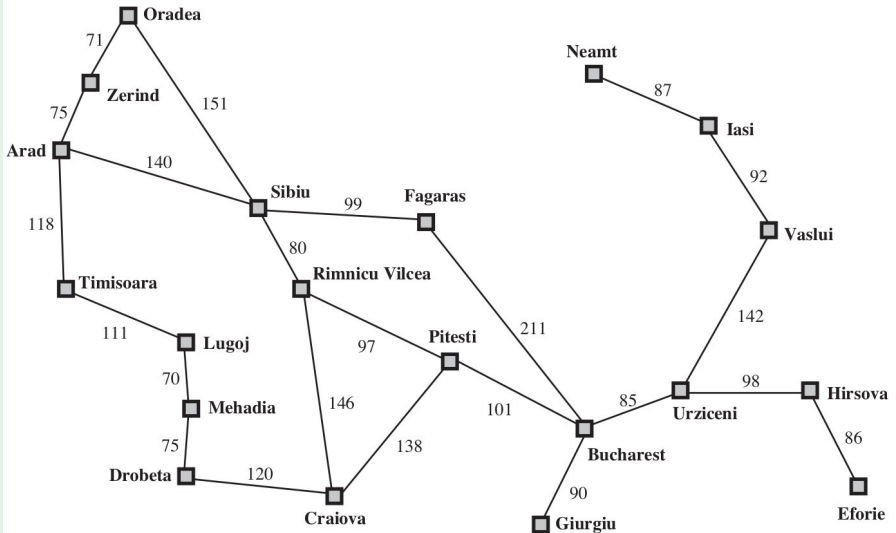 Oradea
71
Neamt
87
Zerind
151
75
Iasi
Arad
140
92
Sibiu
99
Fagaras
118
Vaslui
80
Timisoara
Rimnicu Vilcea
142
111
Lugoj
97
Pitesti
211
70
98
Hirsova
146
101
85
Mehadia
Urziceni
75
138
86
Bucharest
Drobeta
120
90
Craiova
Giurgiu
Eforie